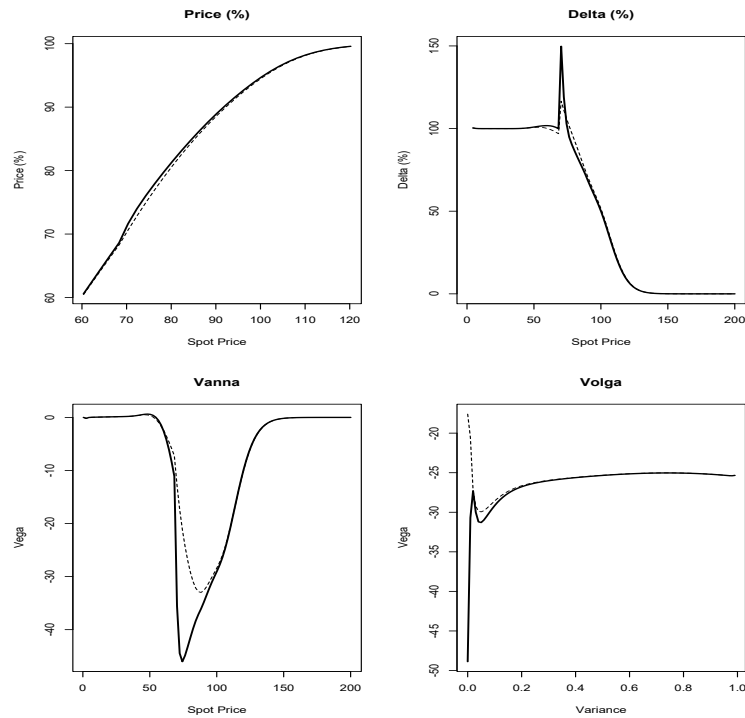 Price (%)
Price (%)
100
90
80
70
60
60 70 80 90 100 110 120
Spot Price
Delta (%)
Delta (%)
150
100
50
0
0 50 100 150 200
Spot Price
Vanna
Vega
0
-10
-20
-30
40
0 50 100 150 200
Spot Price
Volga
Vega
-20
-25
-30
-35
-40
-45
-50
0.0 0.2 0.4 0.6 0.8 1.0
Variance